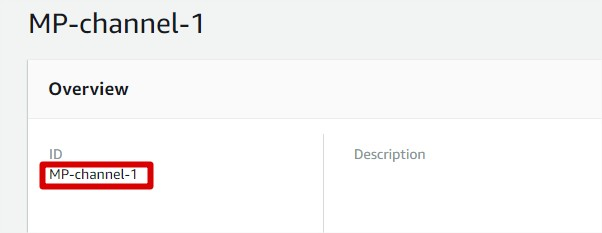 MP-channel-1
Overview
ID
Description
MP-channel-1